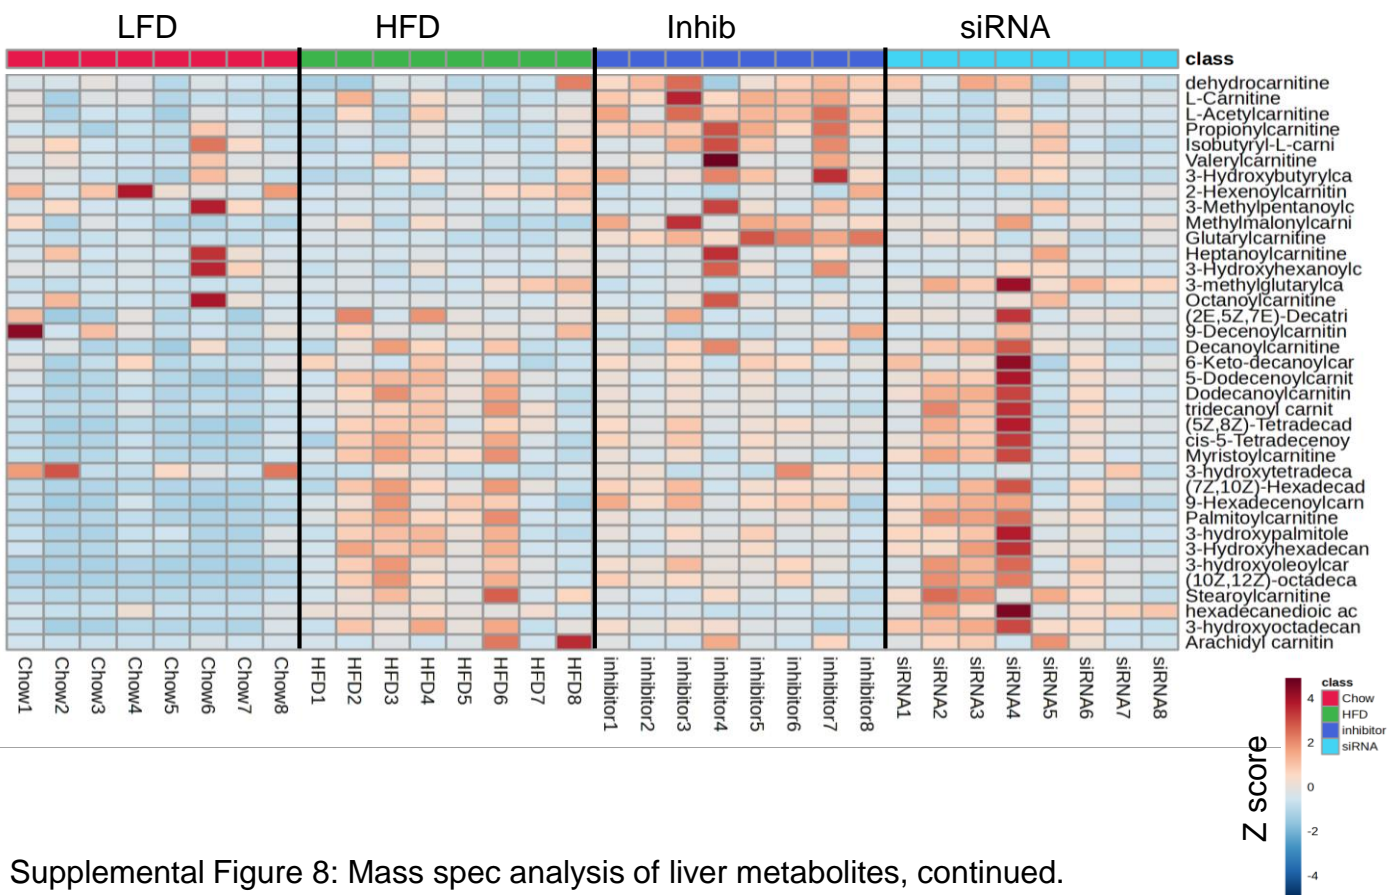 LFD HFD Inhib siRNA
class
dehydrocarnitine
L-Carnitine
L-Acetylcarnitine
Propionylcarnitine
Isobutyryl-L-carni
Valerylcarnitine
3-Hydroxybutyrylca
2-Hexenoylcarnitin
3-Methylpentanoylc
Methylmalonylcarni
Glutarylcarnitine
Heptanoylcarnitine
3-Hydroxyhexanoylc
3-methylglutarylca
Octanoylcarnitine
(2E,5Z,7E)-Decatri
9-Decenoylcarnitin
Decanoylcarnitine
6-Keto-decanoylcar
5-Dodecenoylcarnit
Dodecanoylcarnitin
tridecanoyl carnit
(5Z,8Z)-Tetradecad
cis-5-Tetradecenoy
Myristoylcarnitine
3-hydroxytetradeca
(7Z,10Z)-Hexadecad
9-Hexadecenoylcarn
Palmitoylcarnitine
3-hydroxypalmitole
3-Hydroxyhexadecan
3-hydroxyoleoylcar
(10Z,12Z)-octadeca
Stearoylcarnitine
hexadecanedioic ac
3-hydroxyoctadecan
Arachidyl carnitin
Chow1 Chow2 Chow3 Chow4 Chow5 Chow6 Chow7 Chow8 HFD1 HFD2 HFD3 HFD4 HFD5 HFD6 HFD7 HFD8 inhibitor1 inhibitor2 inhibitor3 inhibitor4 inhibitor5 inhibitor6 inhibitor7 inhibitor8 siRNA1 siRNA2 siRNA3 siRNA4 siRNA5 siRNA6 siRNA7 siRNA8
Z score
4
2
0
-2
-4
class
Chow
HFD
inhibitor
siRNA
Supplemental Figure 8: Mass spec analysis of liver metabolites, continued.